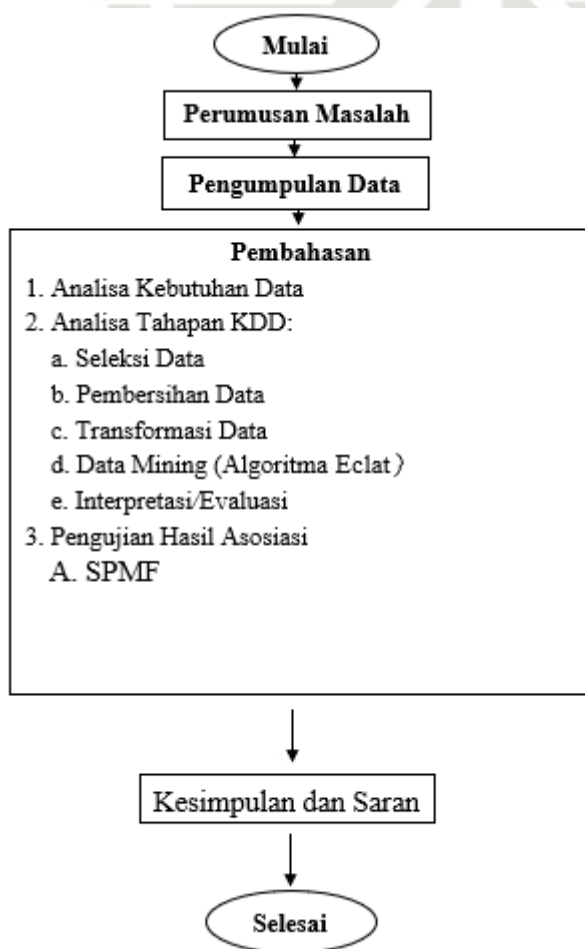 Mulai
Perumusan Masalah
Pengumpulan Data
Pembahasan
1. Analisa Kebutuhan Data
2. Analisa Tahapan KDD:
a. Seleksi Data
b. Pembersihan Data
c. Transformasi Data
d. Data Mining (Algoritma Eclat）
e. Interpretasi/Evaluasi
3. Pengujian Hasil Asosiasi
A. SPMF
Kesimpulan dan Saran
Selesai